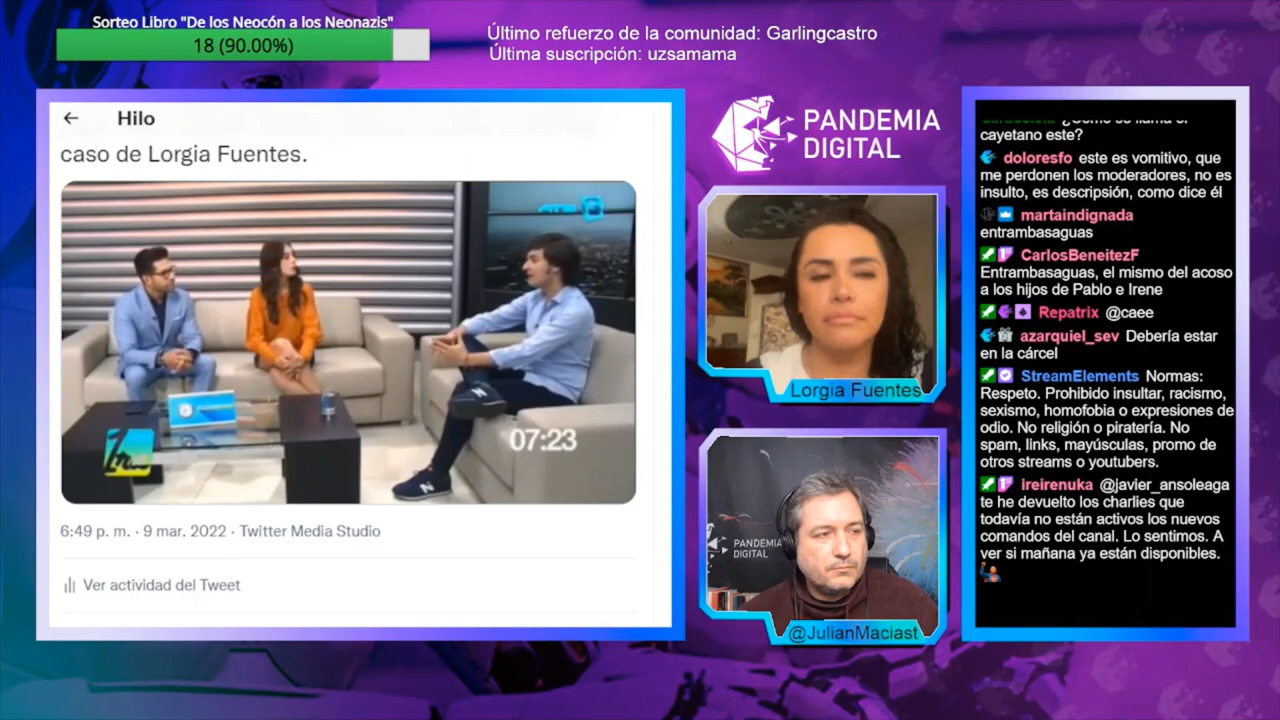 Sorteo Libro "De los Neocón a los Neonazis"
18 (90.00%)
Último refuerzo de la comunidad: Garlingcastro
Última suscripción: uzsamama
Hilo
caso de Lorgia Fuentes.
07:23
6:49 p. m. · 9 mar. 2022 · Twitter Media Studio
Ver actividad del Tweet
PANDEMIA
DIGITAL
Lorgia Fuentes
PANDEMIA
DIGITAL
@JulianMaciast
cayetano este?
doloresfo este es vomitivo, que
me perdonen los moderadores, no es
insulto, es descripsión, como dice él
martaindignada
entrambasaguas
CarlosBeneitezF
Entrambasaguas, el mismo del acoso
a los hijos de Pablo e Irene
Repatrix @caee
azarquiel_sev Debería estar
en la cárcel
StreamElements Normas:
Respeto. Prohibido insultar, racismo,
sexismo, homofobia o expresiones de
odio. No religión o piratería. No
spam, links, mayúsculas, promo de
otros streams o youtubers.
ireirenuka @javier_ansoleaga
te he devuelto los charlies que
todavía no están activos los nuevos
comandos del canal. Lo sentimos. A
ver si mañana ya están disponibles.